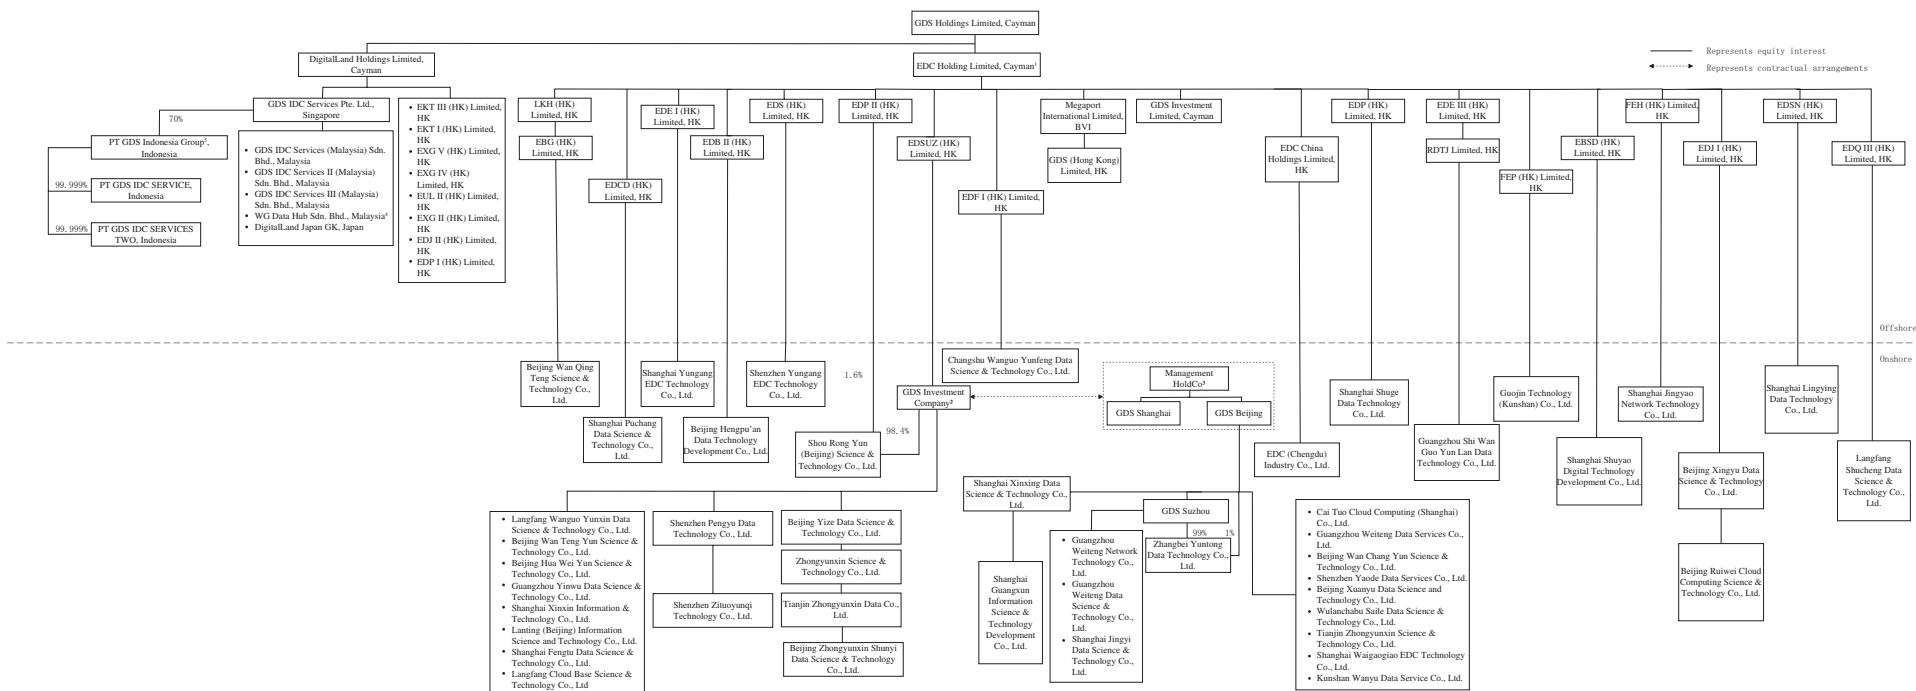 GDS Holdings Limited, Cayman
DigitalLand Holdings Limited,
Cayman
EDC Holding Limited, Cayman¹
Represents equity interest
Represents contractual arrangements
GDS IDC Services Pte. Ltd.,
Singapore
70%
PT GDS Indonesia Group⁵,
Indonesia
99.999%
PT GDS IDC SERVICE,
Indonesia
99.999%
PT GDS IDC SERVICES
TWO, Indonesia
• GDS IDC Services (Malaysia) Sdn.
Bhd., Malaysia
• GDS IDC Services II (Malaysia)
Sdn. Bhd., Malaysia
• GDS IDC Services III (Malaysia)
Sdn. Bhd., Malaysia
• WG Data Hub Sdn. Bhd., Malaysia⁴
• DigitalLand Japan GK, Japan
• EKT III (HK) Limited,
HK
• EKT I (HK) Limited,
HK
• EXG V (HK) Limited,
HK
• EXG IV (HK)
Limited, HK
• EUL II (HK) Limited,
HK
• EXG II (HK) Limited,
HK
• EDJ II (HK) Limited,
HK
• EDP I (HK) Limited,
HK
LKH (HK)
Limited, HK
EBG (HK)
Limited, HK
EDCD (HK)
Limited, HK
EDE I (HK)
Limited, HK
EDB II (HK)
Limited, HK
EDS (HK)
Limited, HK
EDP II (HK)
Limited, HK
EDSUZ (HK)
Limited, HK
EDF I (HK) Limited,
HK
Megaport
International Limited,
BVI
GDS (Hong Kong)
Limited, HK
GDS Investment
Limited, Cayman
EDC China
Holdings Limited,
HK
EDP (HK)
Limited, HK
EDE III (HK)
Limited, HK
RDTJ Limited, HK
FEP (HK) Limited,
HK
EBSD (HK)
Limited, HK
FEH (HK) Limited,
HK
EDJ I (HK)
Limited, HK
EDSN (HK)
Limited, HK
EDQ III (HK)
Limited, HK
Offshore
Onshore
Beijing Wan Qing
Teng Science &
Technology Co.,
Ltd.
Shanghai Puchang
Data Science &
Technology Co.,
Ltd.
Shanghai Yungang
EDC Technology
Co., Ltd.
Beijing Hengpu'an
Data Technology
Development Co., Ltd.
Shenzhen Yungang
EDC Technology
Co., Ltd.
1.6%
Shou Rong Yun
(Beijing) Science &
Technology Co., Ltd.
98.4%
GDS Investment
Company²
Changshu Wanguo Yunfeng Data
Science & Technology Co., Ltd.
Management
HoldCo³
GDS Shanghai
GDS Beijing
EDC (Chengdu)
Industry Co., Ltd.
Shanghai Shuge
Data Technology
Co., Ltd.
Guangzhou Shi Wan
Guo Yun Lan Data
Technology Co., Ltd.
Guojin Technology
(Kunshan) Co., Ltd.
Shanghai Shuyao
Digital Technology
Development Co., Ltd.
Shanghai Jingyao
Network Technology
Co., Ltd.
Beijing Xingyu Data
Science & Technology
Co., Ltd.
Beijing Ruiwei Cloud
Computing Science &
Technology Co., Ltd.
Shanghai Lingying
Data Technology
Co., Ltd.
Langfang
Shucheng Data
Science &
Technology Co.,
Ltd.
• Langfang Wanguo Yunxin Data
Science & Technology Co., Ltd.
• Beijing Wan Teng Yun Science &
Technology Co., Ltd.
• Beijing Hua Wei Yun Science &
Technology Co., Ltd.
• Guangzhou Yinwu Data Science &
Technology Co., Ltd.
• Shanghai Xinxin Information &
Technology Co., Ltd.
• Lanting (Beijing) Information
Science and Technology Co., Ltd.
• Shanghai Fengtu Data Science &
Technology Co., Ltd.
• Langfang Cloud Base Science &
Technology Co., Ltd
Shenzhen Pengyu Data
Technology Co., Ltd.
Shenzhen Zituoyunqi
Technology Co., Ltd.
Beijing Yize Data Science &
Technology Co., Ltd.
Zhongyunxin Science &
Technology Co., Ltd.
Tianjin Zhongyunxin Data Co.,
Ltd.
Beijing Zhongyunxin Shunyi
Data Science & Technology
Co., Ltd.
Shanghai Xinxing Data
Science & Technology Co.,
Ltd.
Shanghai
Guangxun
Information
Science &
Technology
Development
Co., Ltd.
GDS Suzhou
99%
1%
Zhangbei Yuntong
Data Technology Co.,
Ltd.
• Guangzhou
Weiteng Network
Technology Co.,
Ltd.
• Guangzhou
Weiteng Data
Science &
Technology Co.,
Ltd.
• Shanghai Jingyi
Data Science &
Technology Co.,
Ltd.
• Cai Tuo Cloud Computing (Shanghai)
Co., Ltd.
• Guangzhou Weiteng Data Services Co.,
Ltd.
• Beijing Wan Chang Yun Science &
Technology Co., Ltd.
• Shenzhen Yaode Data Services Co., Ltd.
• Beijing Xuanyu Data Science and
Technology Co., Ltd.
• Wulanchabu Saile Data Science &
Technology Co., Ltd.
• Tianjin Zhongyunxin Science &
Technology Co., Ltd.
• Shanghai Waigaoqiao EDC Technology
Co., Ltd.
• Kunshan Wanyu Data Service Co., Ltd.